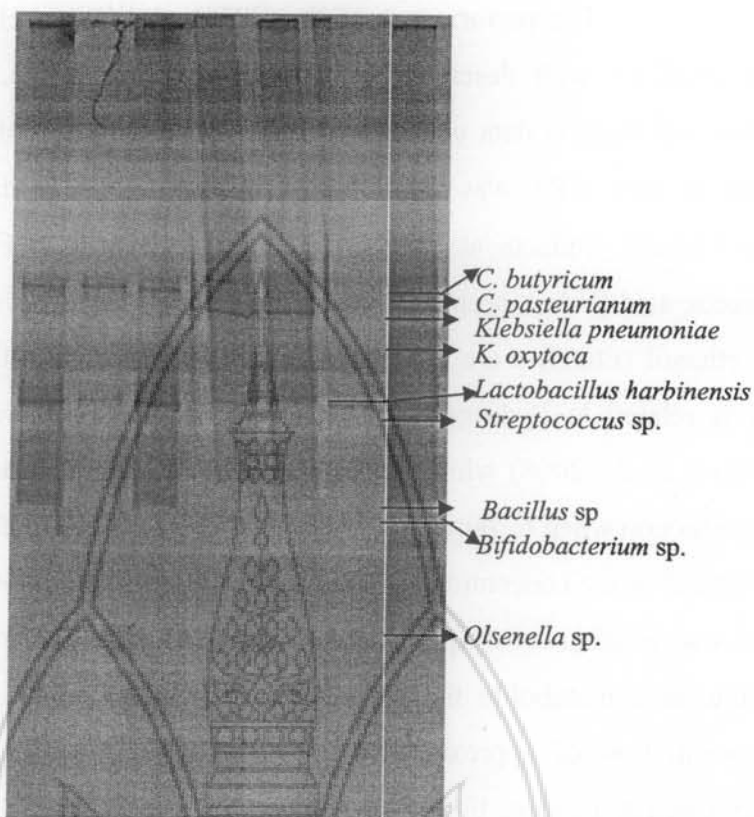 C. butyricum
C. pasteurianum
Klebsiella pneumoniae
K. oxytoca
Lactobacillus harbinensis
Streptococcus sp.
Bacillus sp
Bifidobacterium sp.
Olsenella sp.